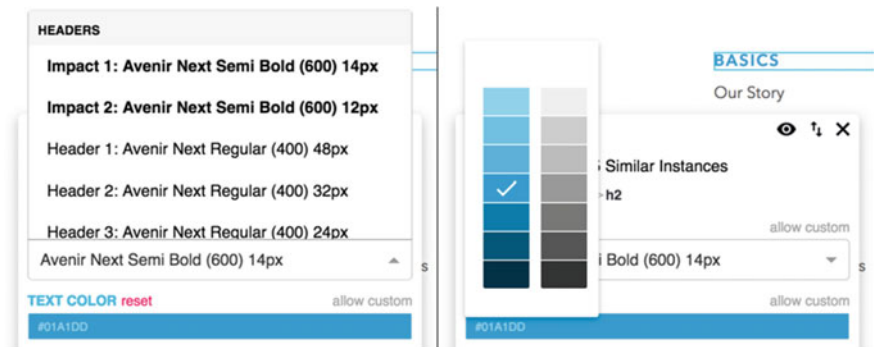 HEADERS
Impact 1: Avenir Next Semi Bold (600) 14px
Impact 2: Avenir Next Semi Bold (600) 12px
Header 1: Avenir Next Regular (400) 48px
Header 2: Avenir Next Regular (400) 32px
Header 3: Avenir Next Regular (400) 24px
Avenir Next Semi Bold (600) 14px
s
TEXT COLOR reset allow custom
#01A1DD
BASICS
Our Story
Similar Instances
> h2
allow custom
Bold (600) 14px
s
allow custom
#01A1DD